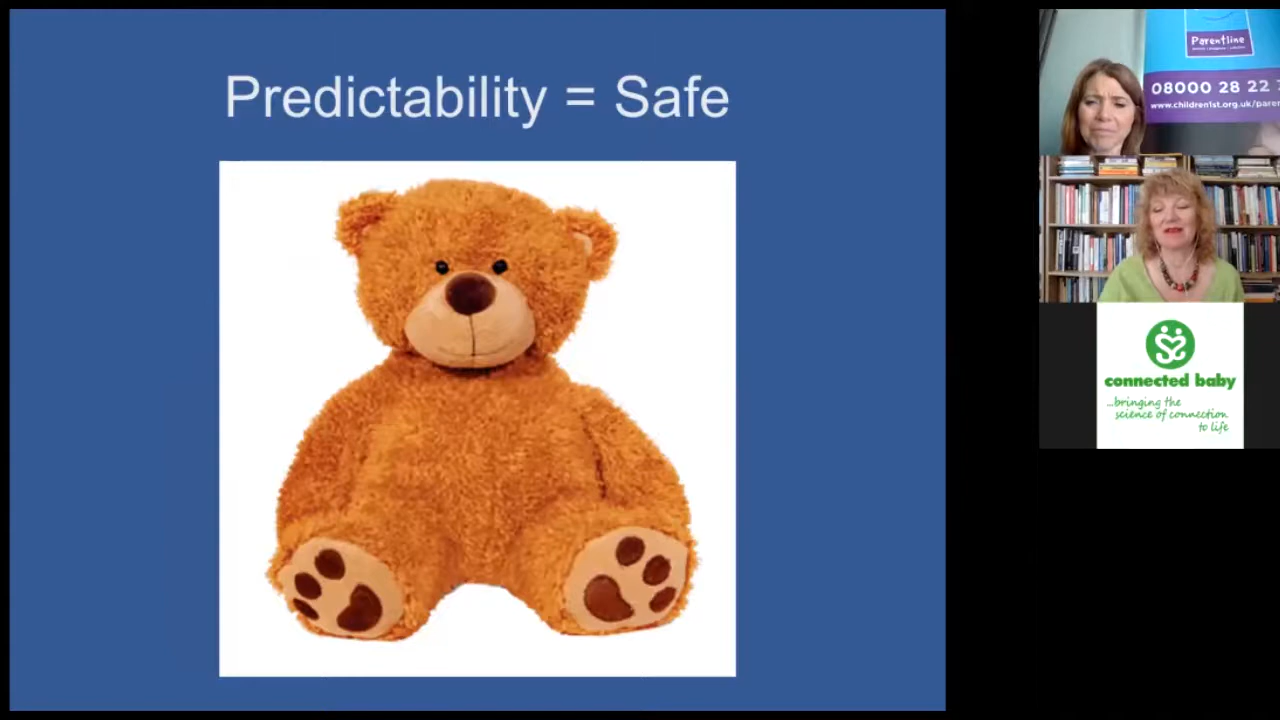 Predictability = Safe
Parentline
08000 28 22
www.children1st.org.uk/paren
connected baby
...bringing the
science of connection
to life